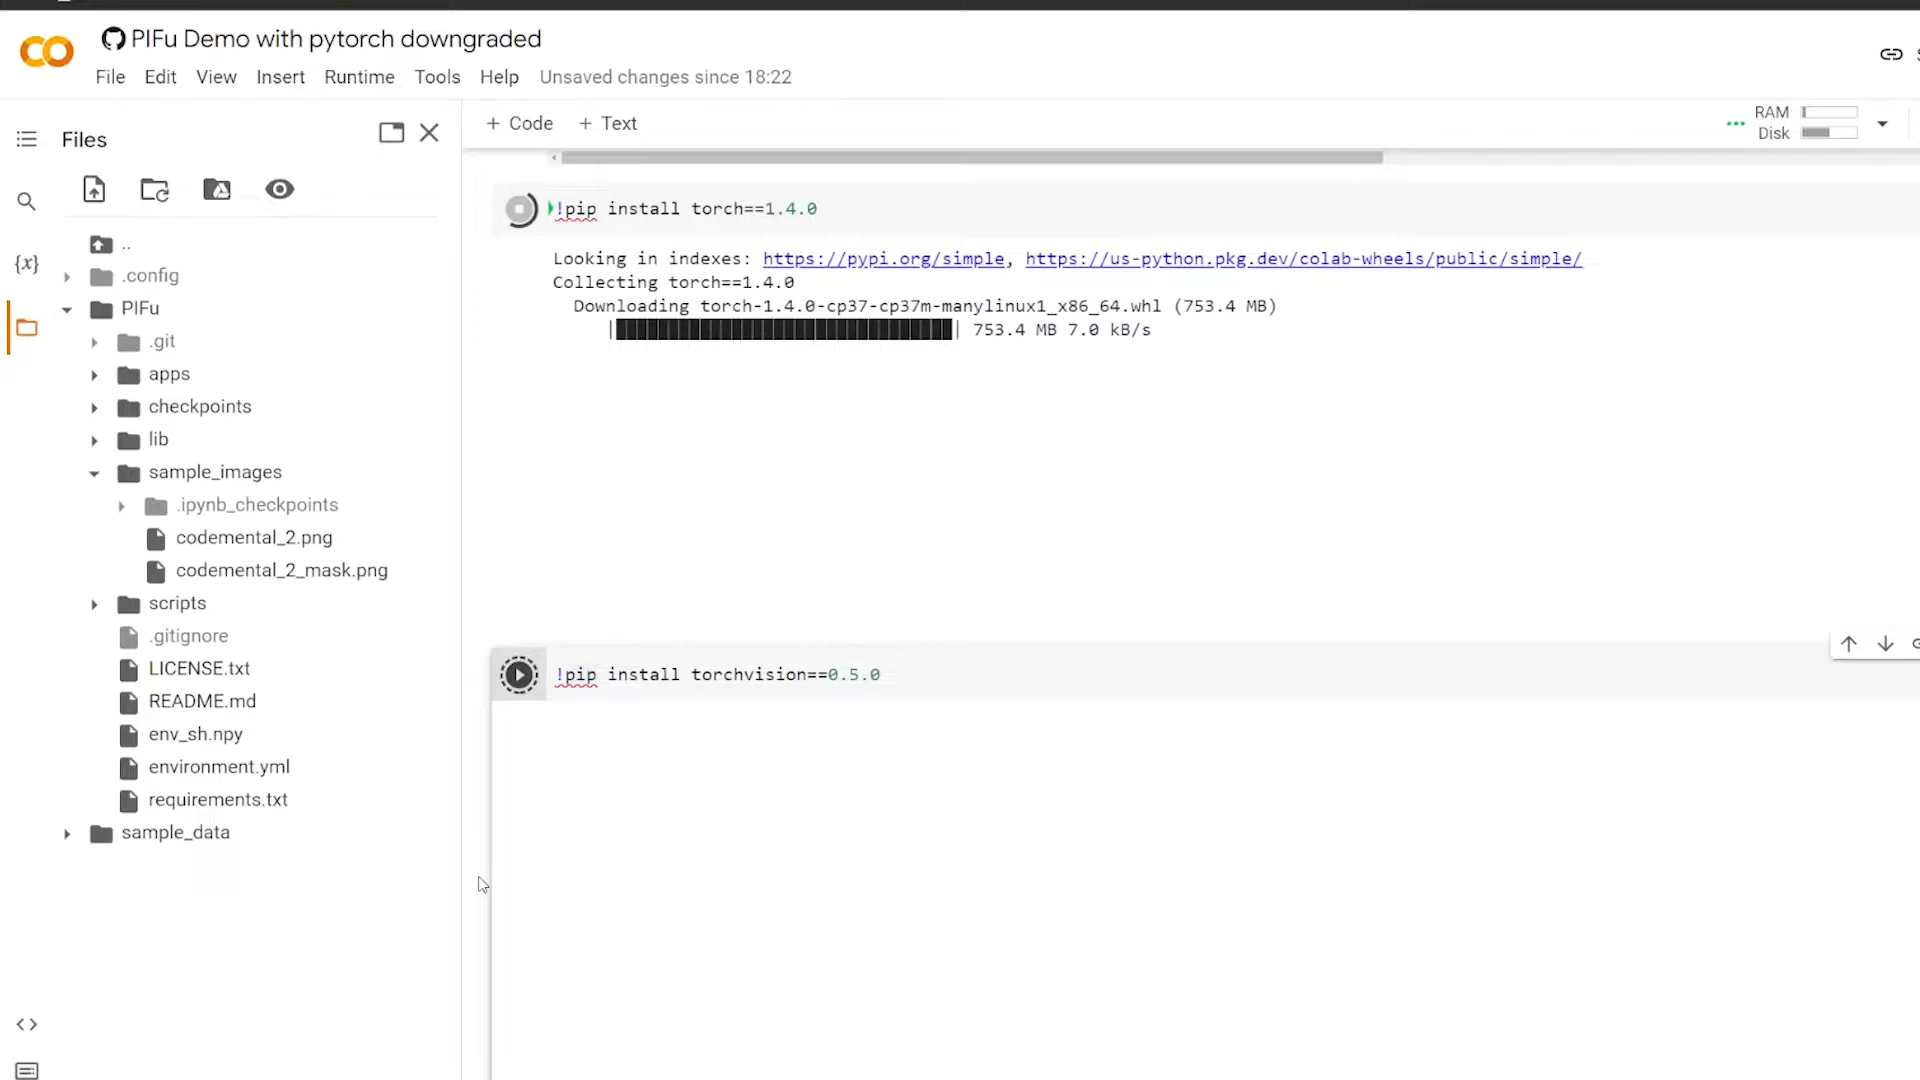 PIFu Demo with pytorch downgraded
File Edit View Insert Runtime Tools Help Unsaved changes since 18:22
Files
+ Code + Text
RAM
Disk
..
.config
PIFu
.git
apps
checkpoints
lib
sample_images
.ipynb_checkpoints
codemental_2.png
codemental_2_mask.png
scripts
.gitignore
LICENSE.txt
README.md
env_sh.npy
environment.yml
requirements.txt
sample_data
{x}
<>
!pip install torch==1.4.0
Looking in indexes: https://pypi.org/simple, https://us-python.pkg.dev/colab-wheels/public/simple/
Collecting torch==1.4.0
Downloading torch-1.4.0-cp37-cp37m-manylinux1_x86_64.whl (753.4 MB)
|████████████████████████████████| 753.4 MB 7.0 kB/s
!pip install torchvision==0.5.0